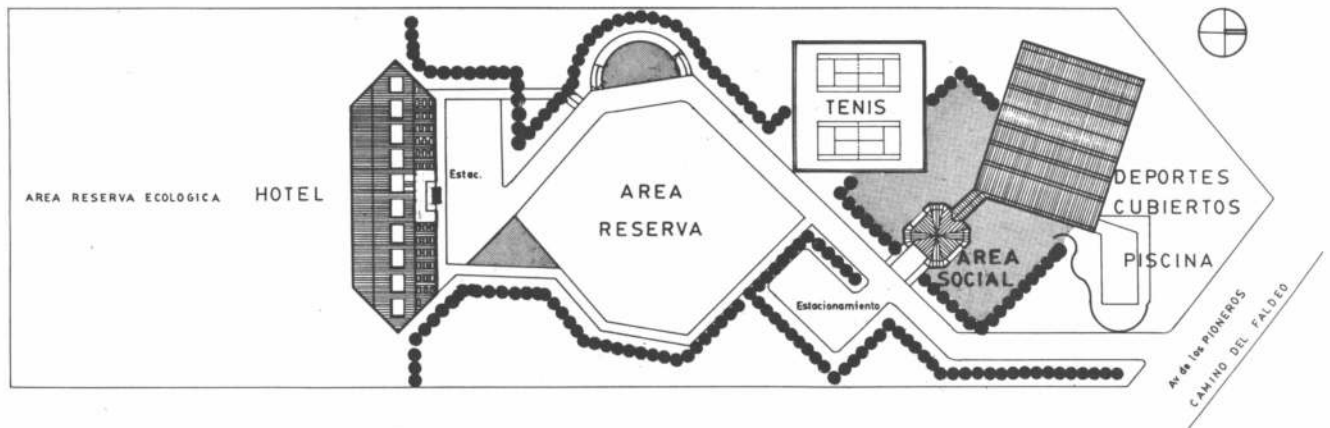 AREA RESERVA ECOLOGICA
HOTEL
Estac.
AREA
RESERVA
TENIS
Estacionamiento
AREA
SOCIAL
DEPORTES
CUBIERTOS
PISCINA
Av de los PIONEROS
CAMINO DEL FALDEO